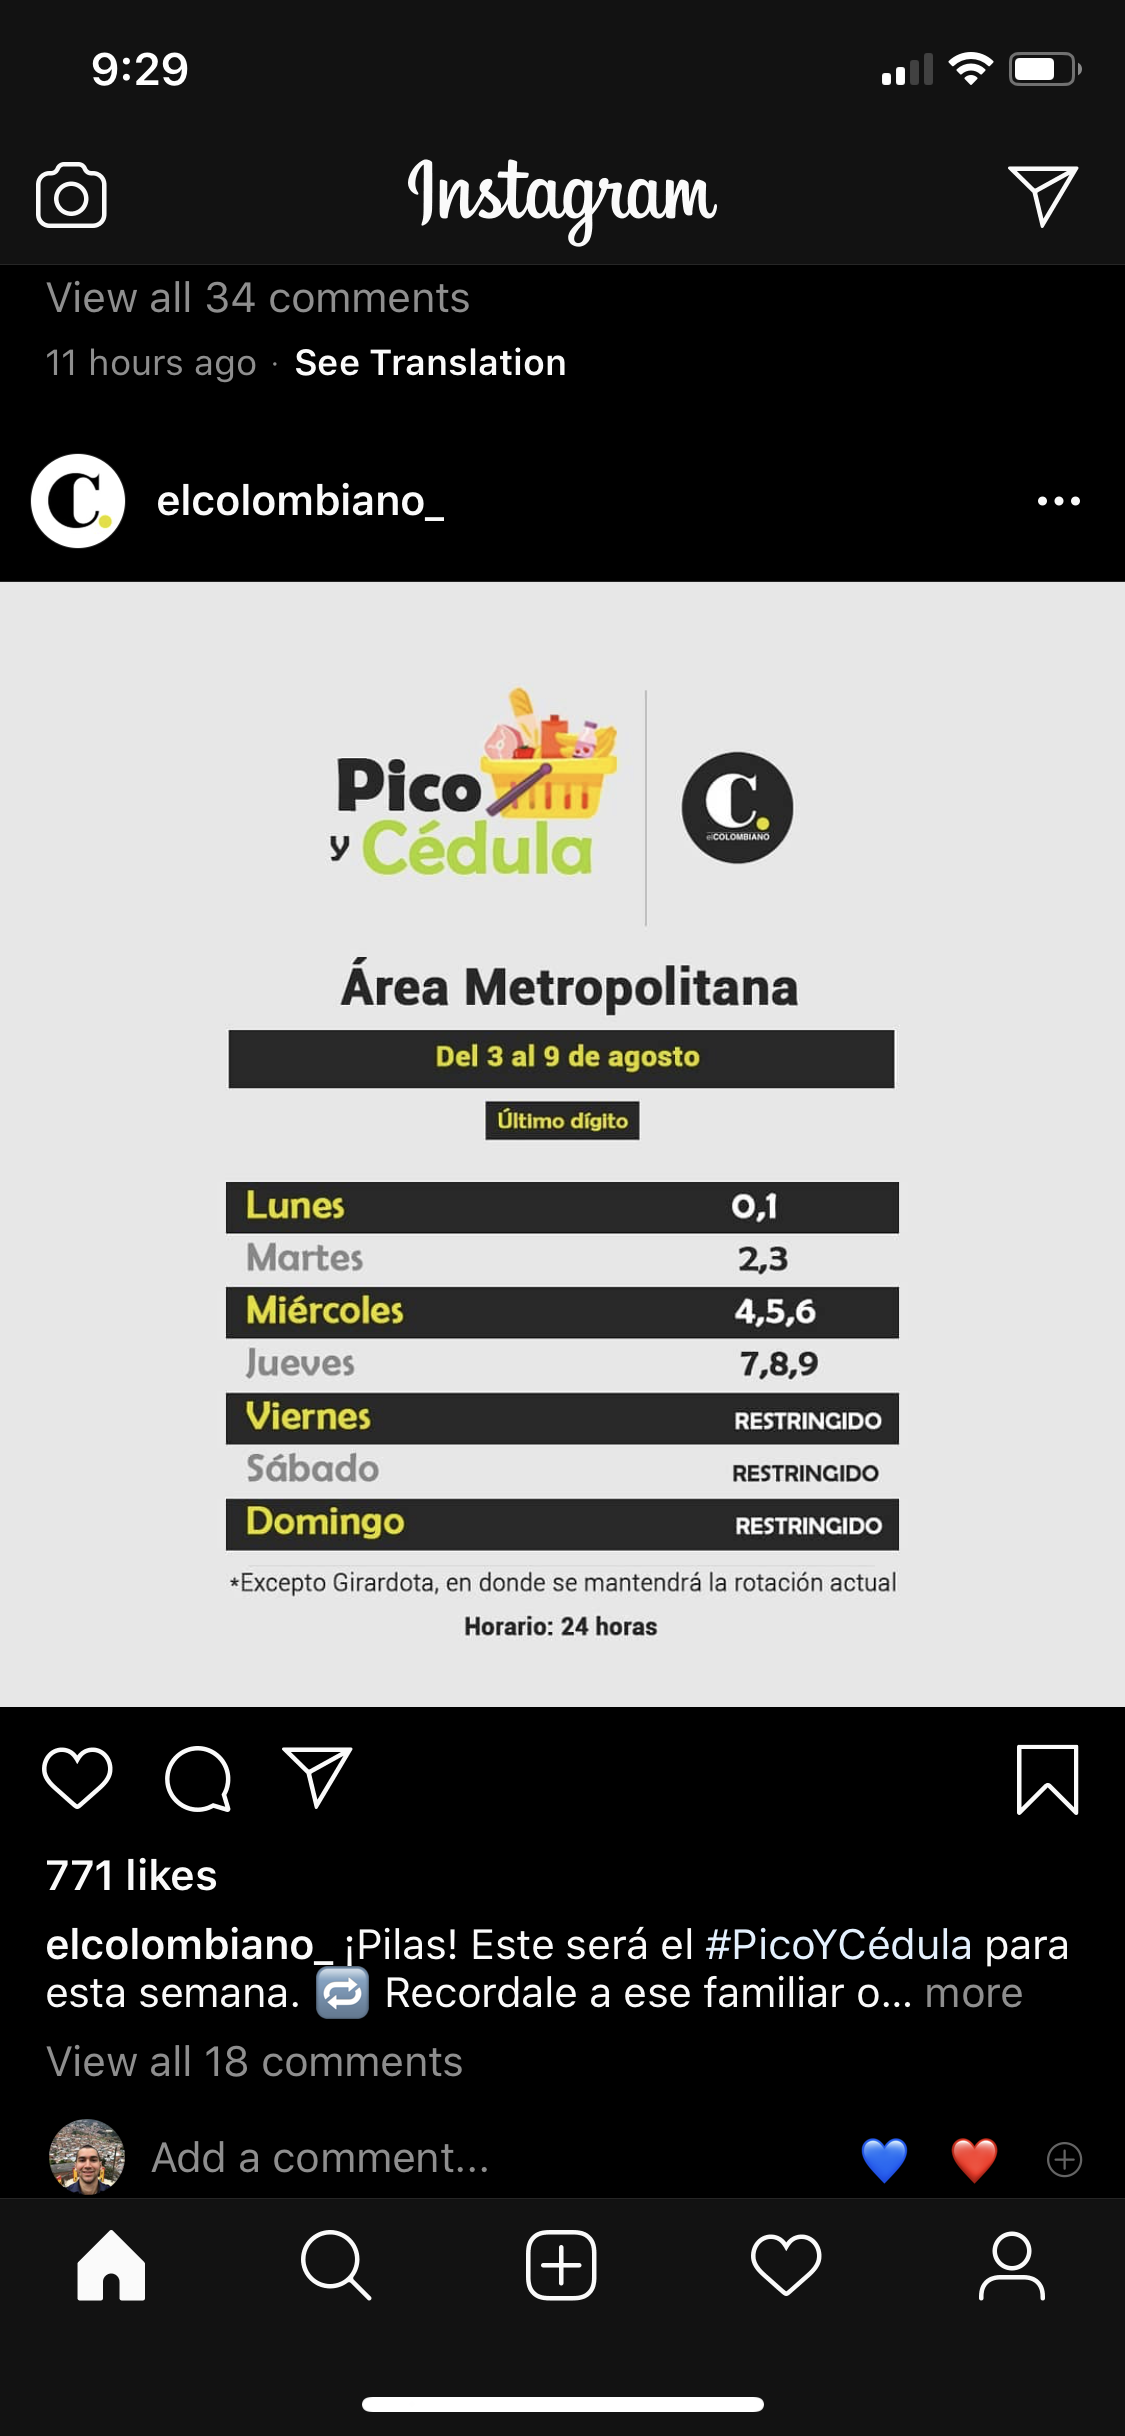 9:29
Instagram
View all 34 comments
11 hours ago · See Translation
C.
elcolombiano_
Pico
y Cédula
C.
elCOLOMBIANO
Área Metropolitana
Del 3 al 9 de agosto
Último dígito
Lunes 0,1
Martes 2,3
Miércoles 4,5,6
Jueves 7,8,9
Viernes RESTRINGIDO
Sábado RESTRINGIDO
Domingo RESTRINGIDO
*Excepto Girardota, en donde se mantendrá la rotación actual
Horario: 24 horas
771 likes
elcolombiano_ ¡Pilas! Este será el #PicoYCédula para
esta semana. 🔁 Recordale a ese familiar o... more
View all 18 comments
Add a comment...